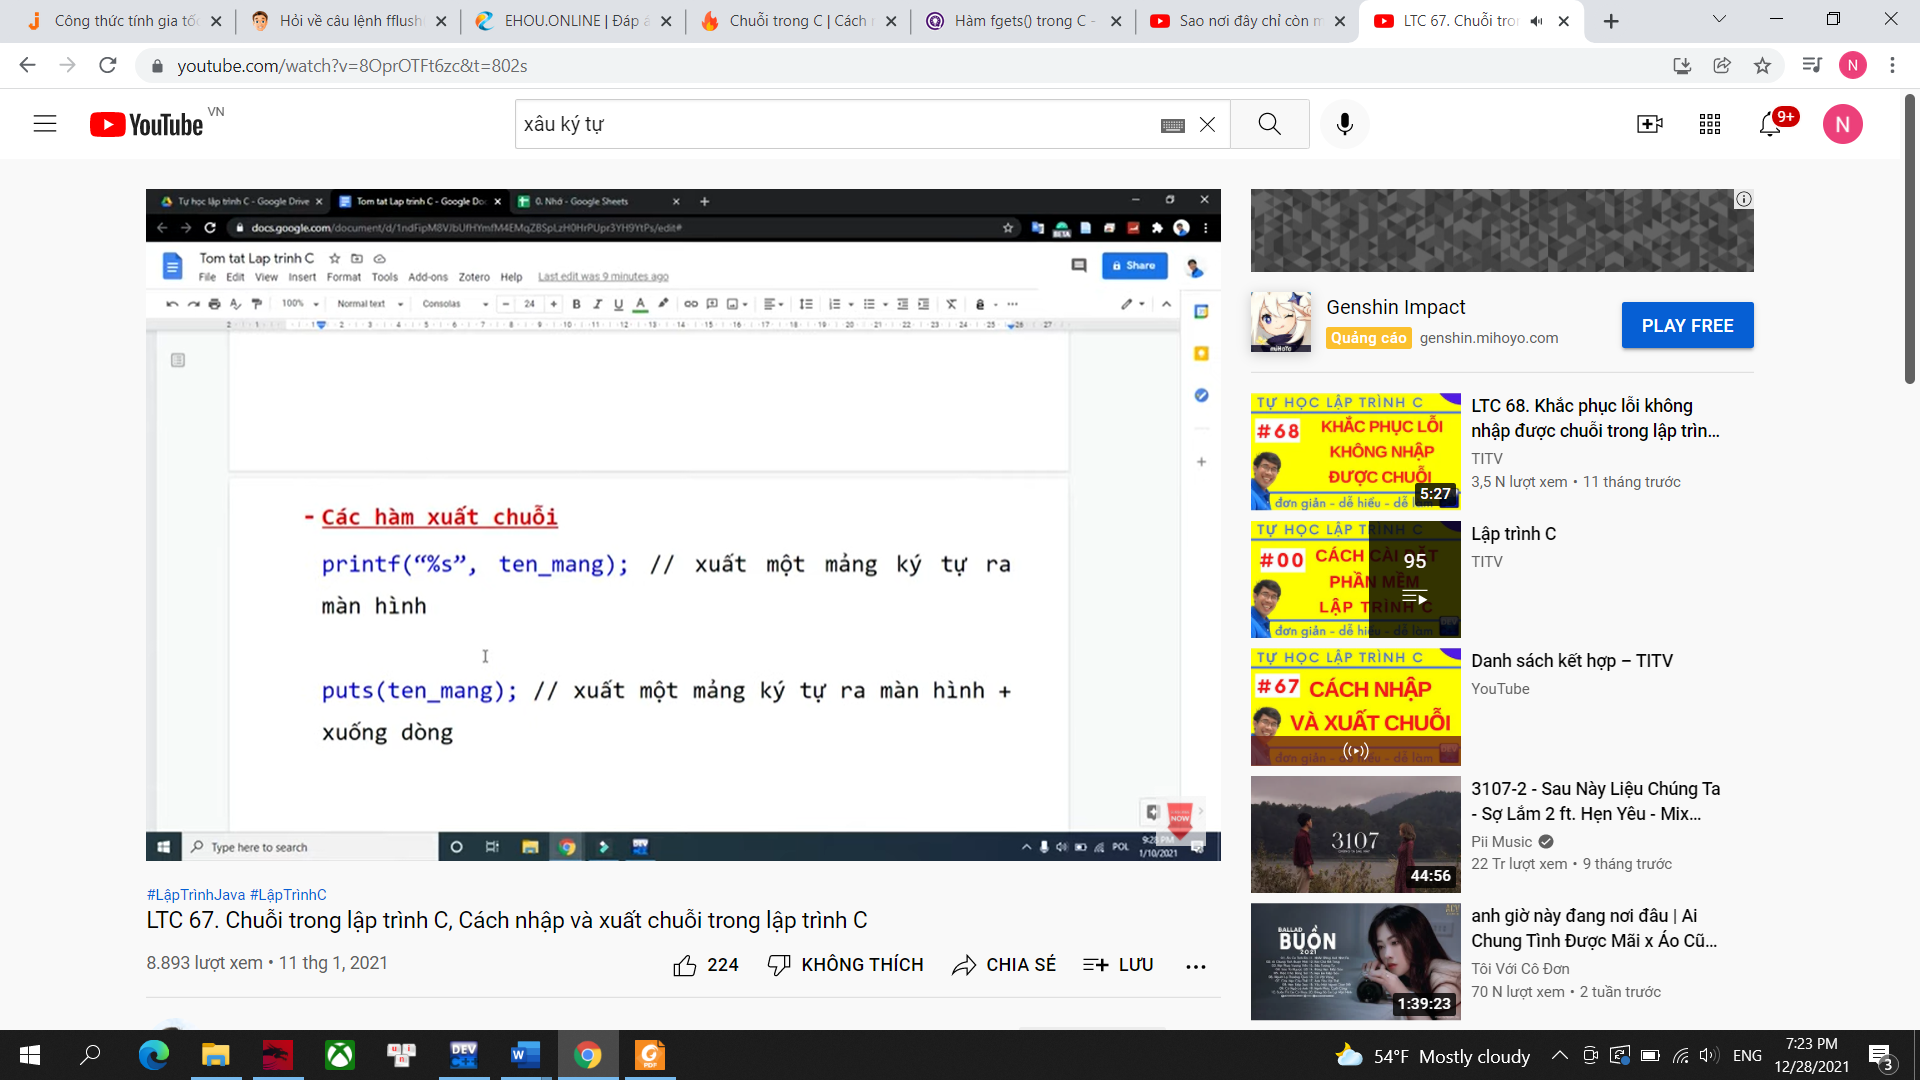 Công thức tính gia tốc
Hỏi về câu lệnh fflush
EHOU.ONLINE | Đáp á
Chuỗi trong C | Cách
Hàm fgets() trong C -
Sao nơi đây chỉ còn m
LTC 67. Chuỗi tro
youtube.com/watch?v=8OprOTFt6zc&t=802s
N
YouTube VN
xâu ký tự
9+
N
Tự học lập trình C - Google Drive
Tom tat Lap trinh C - Google Doc
0. Nhớ - Google Sheets
BETA
Tom tat Lap trinh C
File Edit View Insert Format Tools Add-ons Zotero Help Last edit was 9 minutes ago
Share
100% Normal text Consolas 24 B I U A
- Các hàm xuất chuỗi
printf(“%s”, ten_mang); // xuất một mảng ký tự ra
màn hình
puts(ten_mang); // xuất một mảng ký tự ra màn hình +
xuống dòng
NOW
Type here to search
POL
9:28 PM
1/10/2021
#LậpTrìnhJava #LậpTrìnhC
LTC 67. Chuỗi trong lập trình C, Cách nhập và xuất chuỗi trong lập trình C
8.893 lượt xem • 11 thg 1, 2021
224 KHÔNG THÍCH CHIA SẺ LƯU
miHoYo
Genshin Impact
Quảng cáo genshin.mihoyo.com
PLAY FREE
TỰ HỌC LẬP TRÌNH C
#68 KHẮC PHỤC LỖI
KHÔNG NHẬP
ĐƯỢC CHUỖI
5:27
đơn giản - dễ hiểu - dễ
LTC 68. Khắc phục lỗi không
nhập được chuỗi trong lập trìn...
TITV
3,5 N lượt xem • 11 tháng trước
TỰ HỌC LẬP TRÌNH C
#00 CÁCH CÀI ĐẶT
PHẦN MỀM
LẬP TRÌNH C
95
đơn giản - dễ hiểu - dễ làm
Lập trình C
TITV
TỰ HỌC LẬP TRÌNH C
#67 CÁCH NHẬP
VÀ XUẤT CHUỖI
đơn giản - dễ hiểu - dễ làm
Danh sách kết hợp – TITV
YouTube
3107
44:56
3107-2 - Sau Này Liệu Chúng Ta
- Sợ Lắm 2 ft. Hẹn Yêu - Mix...
Pii Music
22 Tr lượt xem • 9 tháng trước
BALLAD
BUỒN
2021
1:39:23
anh giờ này đang nơi đâu | Ai
Chung Tình Được Mãi x Áo Cũ...
Tôi Với Cô Đơn
70 N lượt xem • 2 tuần trước
DEV C++
PDF
54°F Mostly cloudy
ENG
7:23 PM
12/28/2021
3